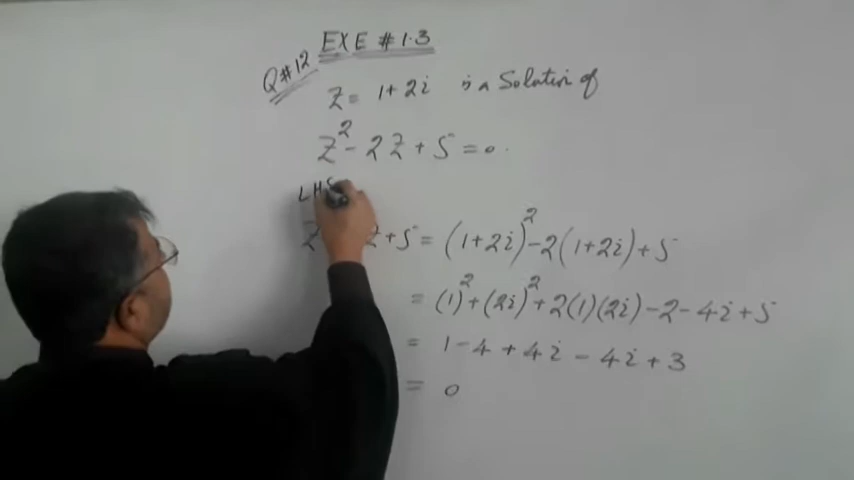 EXE # 1.3
Q#12
Z = 1+2i is a Solution of
Z² - 2Z + 5 = 0.
LHS
Z + 5 = (1+2i)² - 2(1+2i) + 5
= (1)² + (2i)² + 2(1)(2i) - 2 - 4i + 5
= 1 - 4 + 4i - 4i + 3
= 0